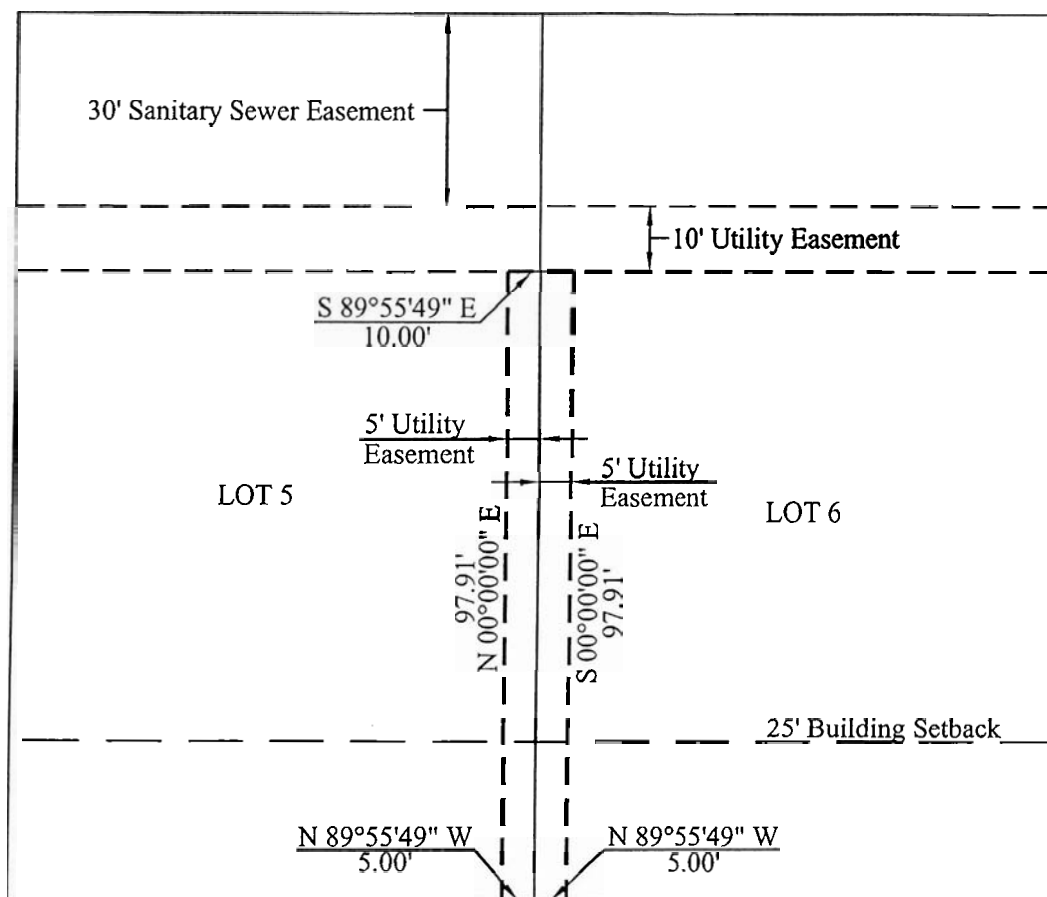 30' Sanitary Sewer Easement
10' Utility Easement
S 89°55'49" E
10.00'
5' Utility
Easement
5' Utility
Easement
LOT 5
LOT 6
97.91'
N 00°00'00" E
S 00°00'00" E
97.91'
25' Building Setback
N 89°55'49" W
5.00'
N 89°55'49" W
5.00'